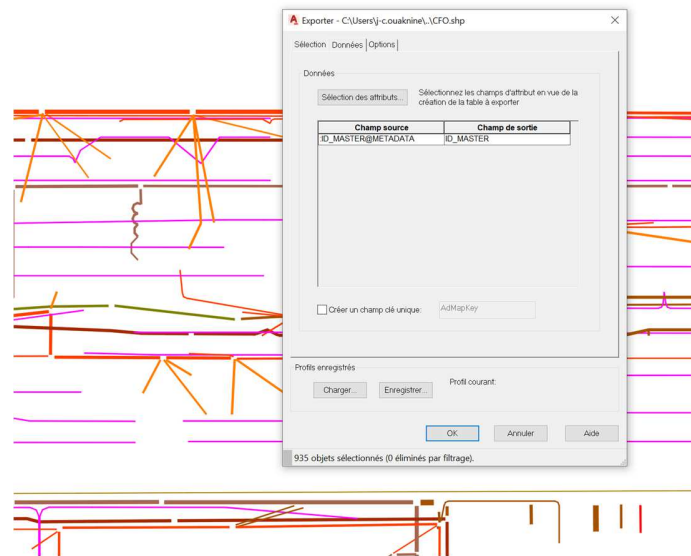 Exporter - C:\Users\j-c.ouaknine\..\CFO.shp
Sélection Données Options
Données
Sélection des attributs... Sélectionnez les champs d'attribut en vue de la
création de la table à exporter
Champ source Champ de sortie
:ID_MASTER@METADATA ID_MASTER
Créer un champ clé unique: AdMapKey
Profils enregistrés
Charger... Enregistrer... Profil courant:
OK Annuler Aide
935 objets sélectionnés (0 éliminés par filtrage).